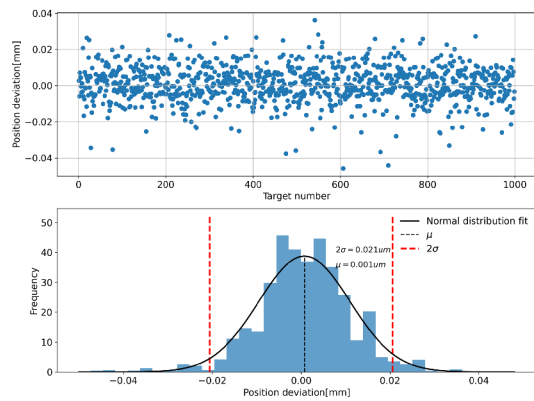 0.04
0.02
0.00
−0.02
−0.04
Position deviation[mm]
0 200 400 600 800 1000
Target number
50
40
30
20
10
0
Frequency
Normal distribution fit
μ
2σ
2σ = 0.021um
μ = 0.001um
−0.04 −0.02 0.00 0.02 0.04
Position deviation[mm]